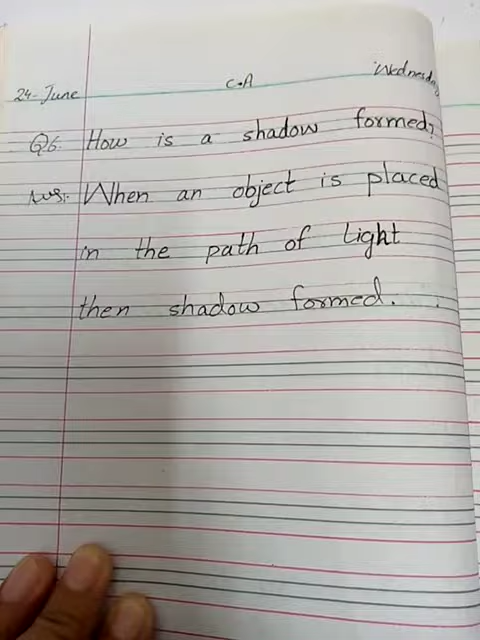 C.A
24-June Wednesday
Q6. How is a shadow formed?
Ans:- When an object is placed
in the path of light
then shadow formed.